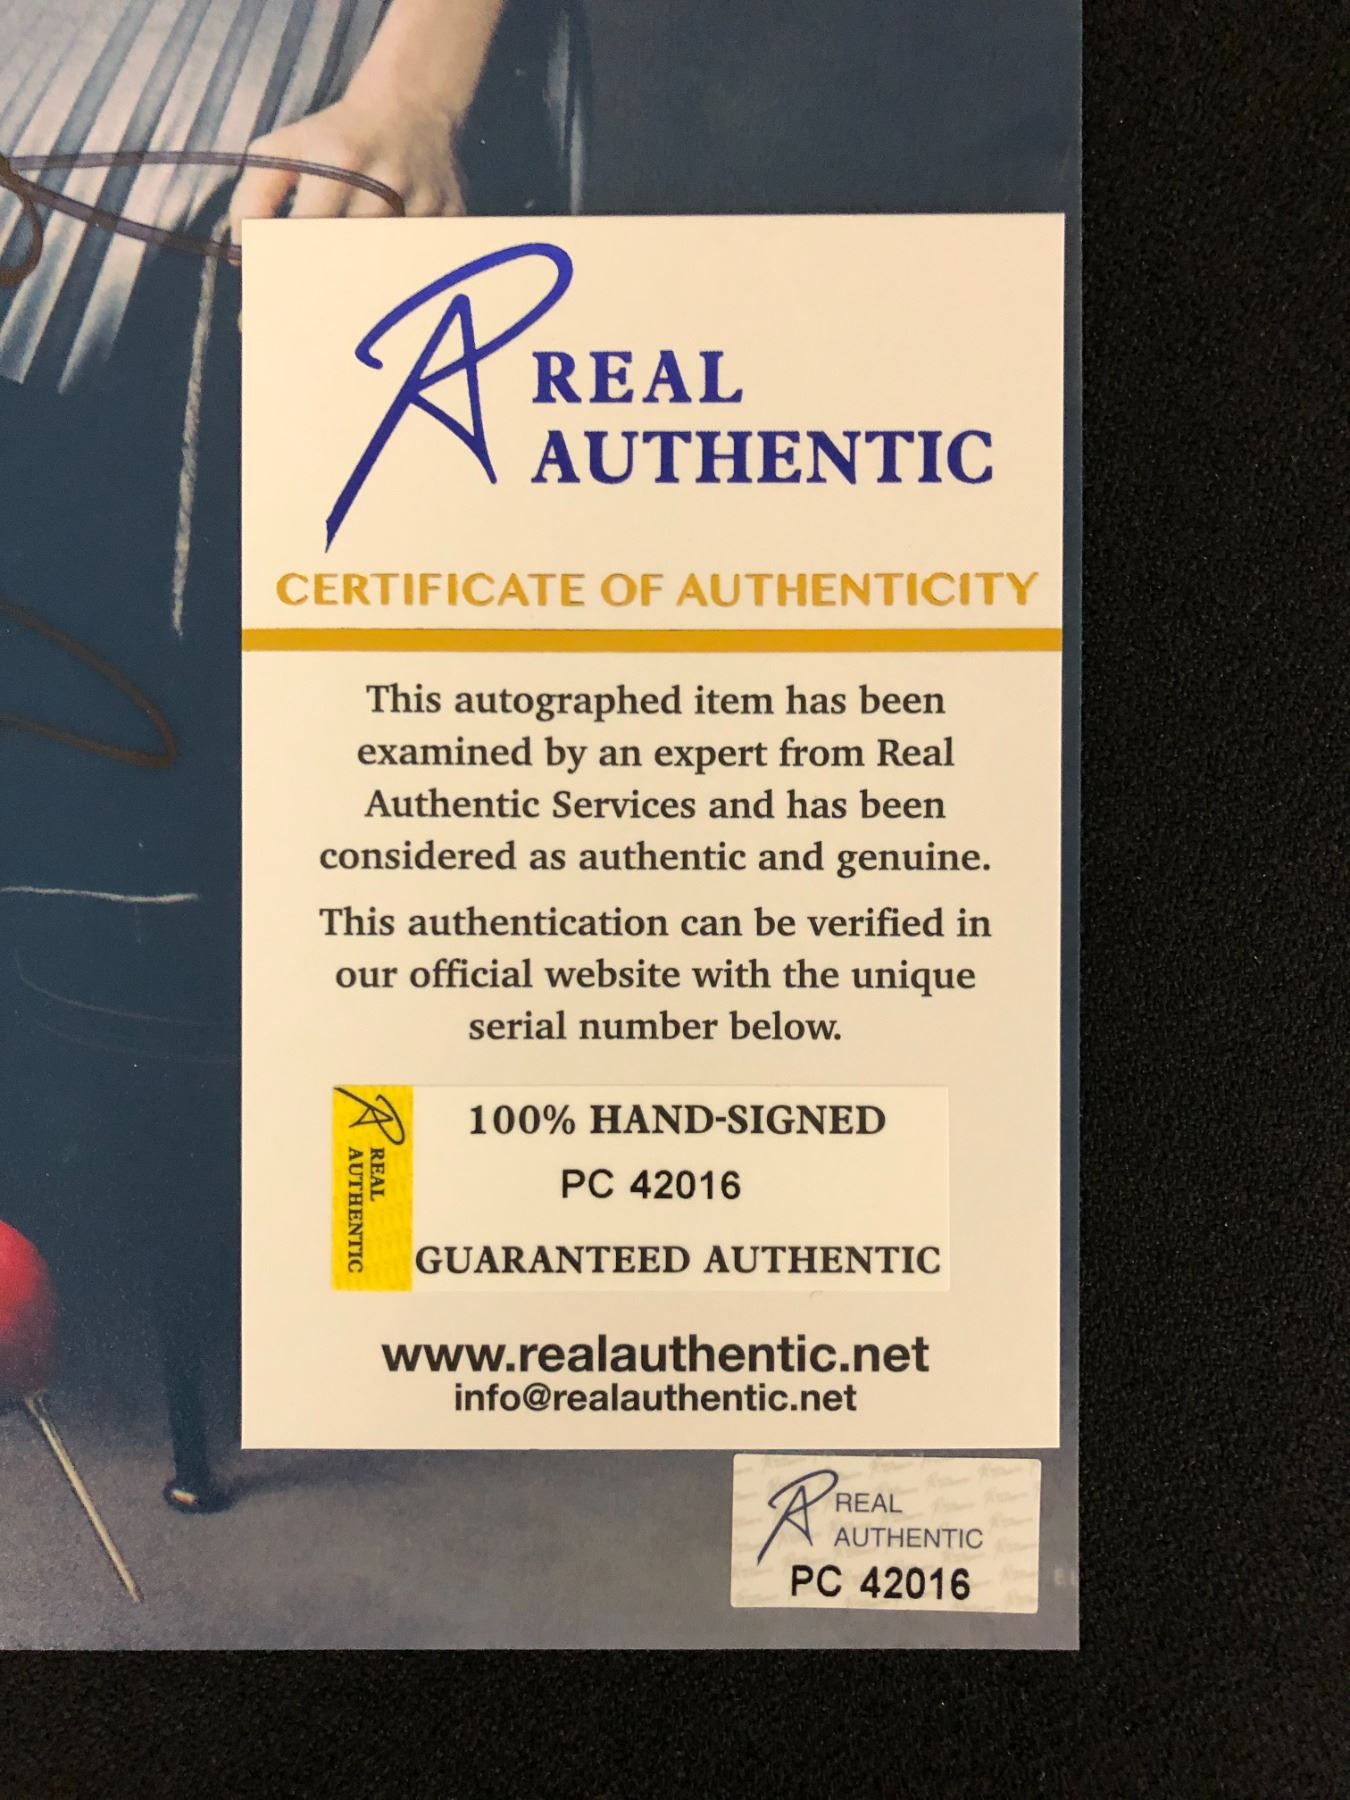 REAL
AUTHENTIC
CERTIFICATE OF AUTHENTICITY
This autographed item has been
examined by an expert from Real
Authentic Services and has been
considered as authentic and genuine.
This authentication can be verified in
our official website with the unique
serial number below.
REAL
AUTHENTIC
100% HAND-SIGNED
PC 42016
GUARANTEED AUTHENTIC
www.realauthentic.net
info@realauthentic.net
REAL
AUTHENTIC
PC 42016